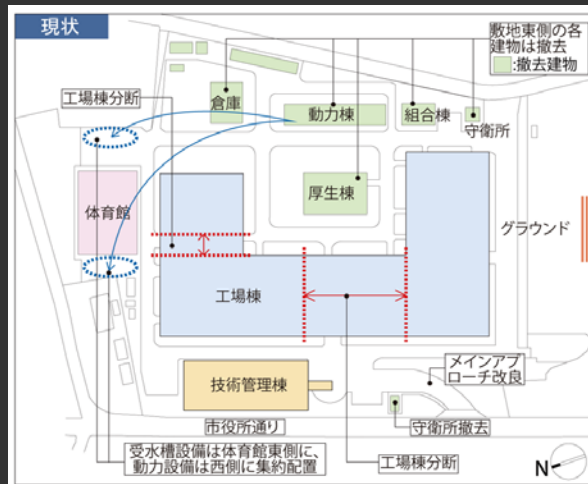 現状
敷地東側の各
建物は撤去
:撤去建物
工場棟分断
倉庫
動力棟
組合棟
守衛所
厚生棟
体育館
グラウンド
工場棟
技術管理棟
メインアプ
ローチ改良
市役所通り
守衛所撤去
受水槽設備は体育館東側に、
動力設備は西側に集約配置
工場棟分断
N